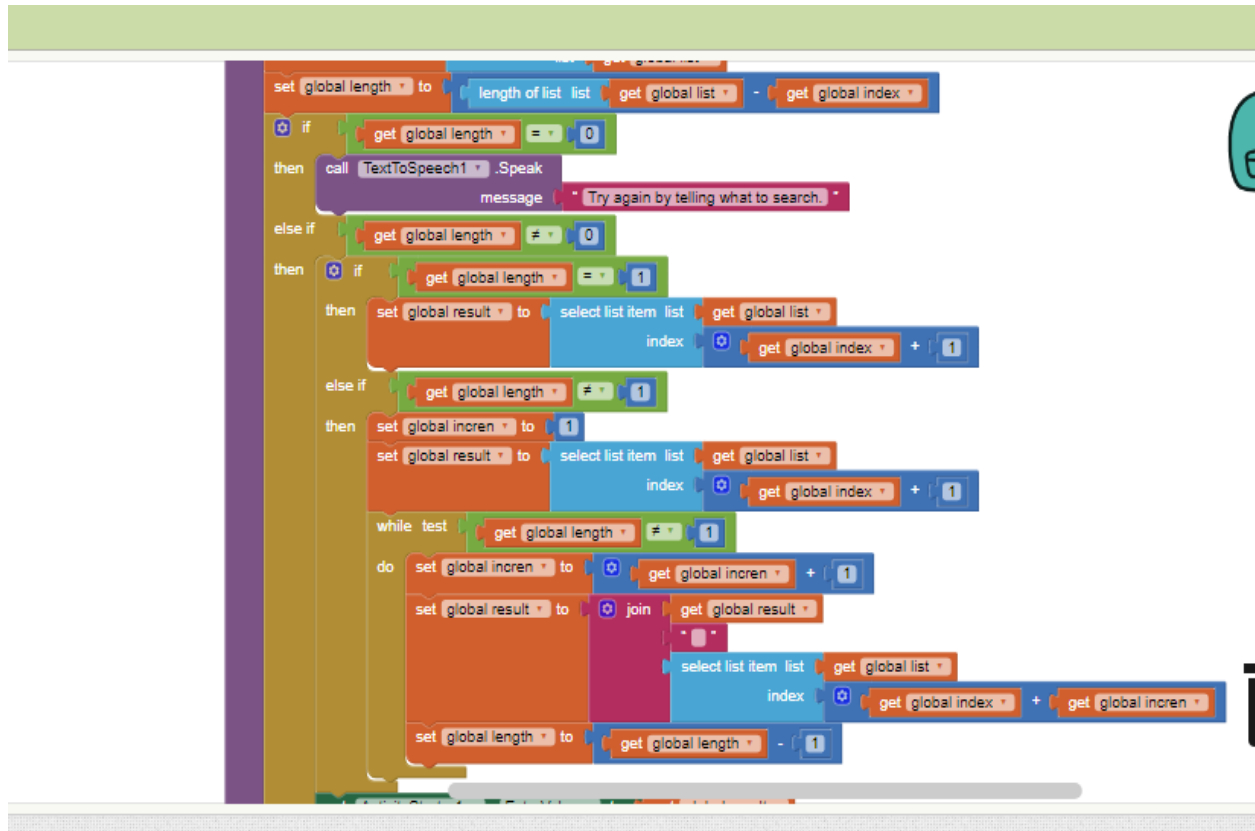 set global length to length of list list get global list - get global index
if get global length = 0
then call TextToSpeech1 .Speak
message " Try again by telling what to search. "
else if get global length ≠ 0
then if get global length = 1
then set global result to select list item list get global list
index get global index + 1
else if get global length ≠ 1
then set global incren to 1
set global result to select list item list get global list
index get global index + 1
while test get global length ≠ 1
do set global incren to get global incren + 1
set global result to join get global result
" "
select list item list get global list
index get global index + get global incren
set global length to get global length - 1